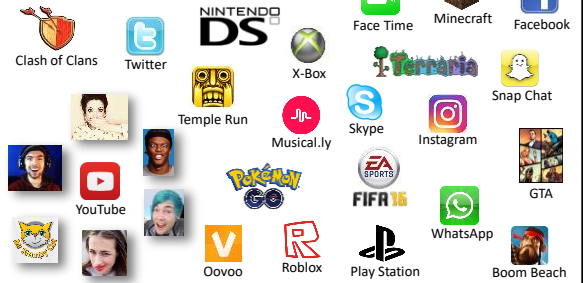 NINTENDO
DS
Face Time
Minecraft
Facebook
Clash of Clans
Twitter
X-Box
Terraria
Snap Chat
Temple Run
Musical.ly
Skype
Instagram
YouTube
POKéMON
GO
EA
SPORTS
FIFA 16
WhatsApp
GTA
Oovoo
Roblox
Play Station
Boom Beach